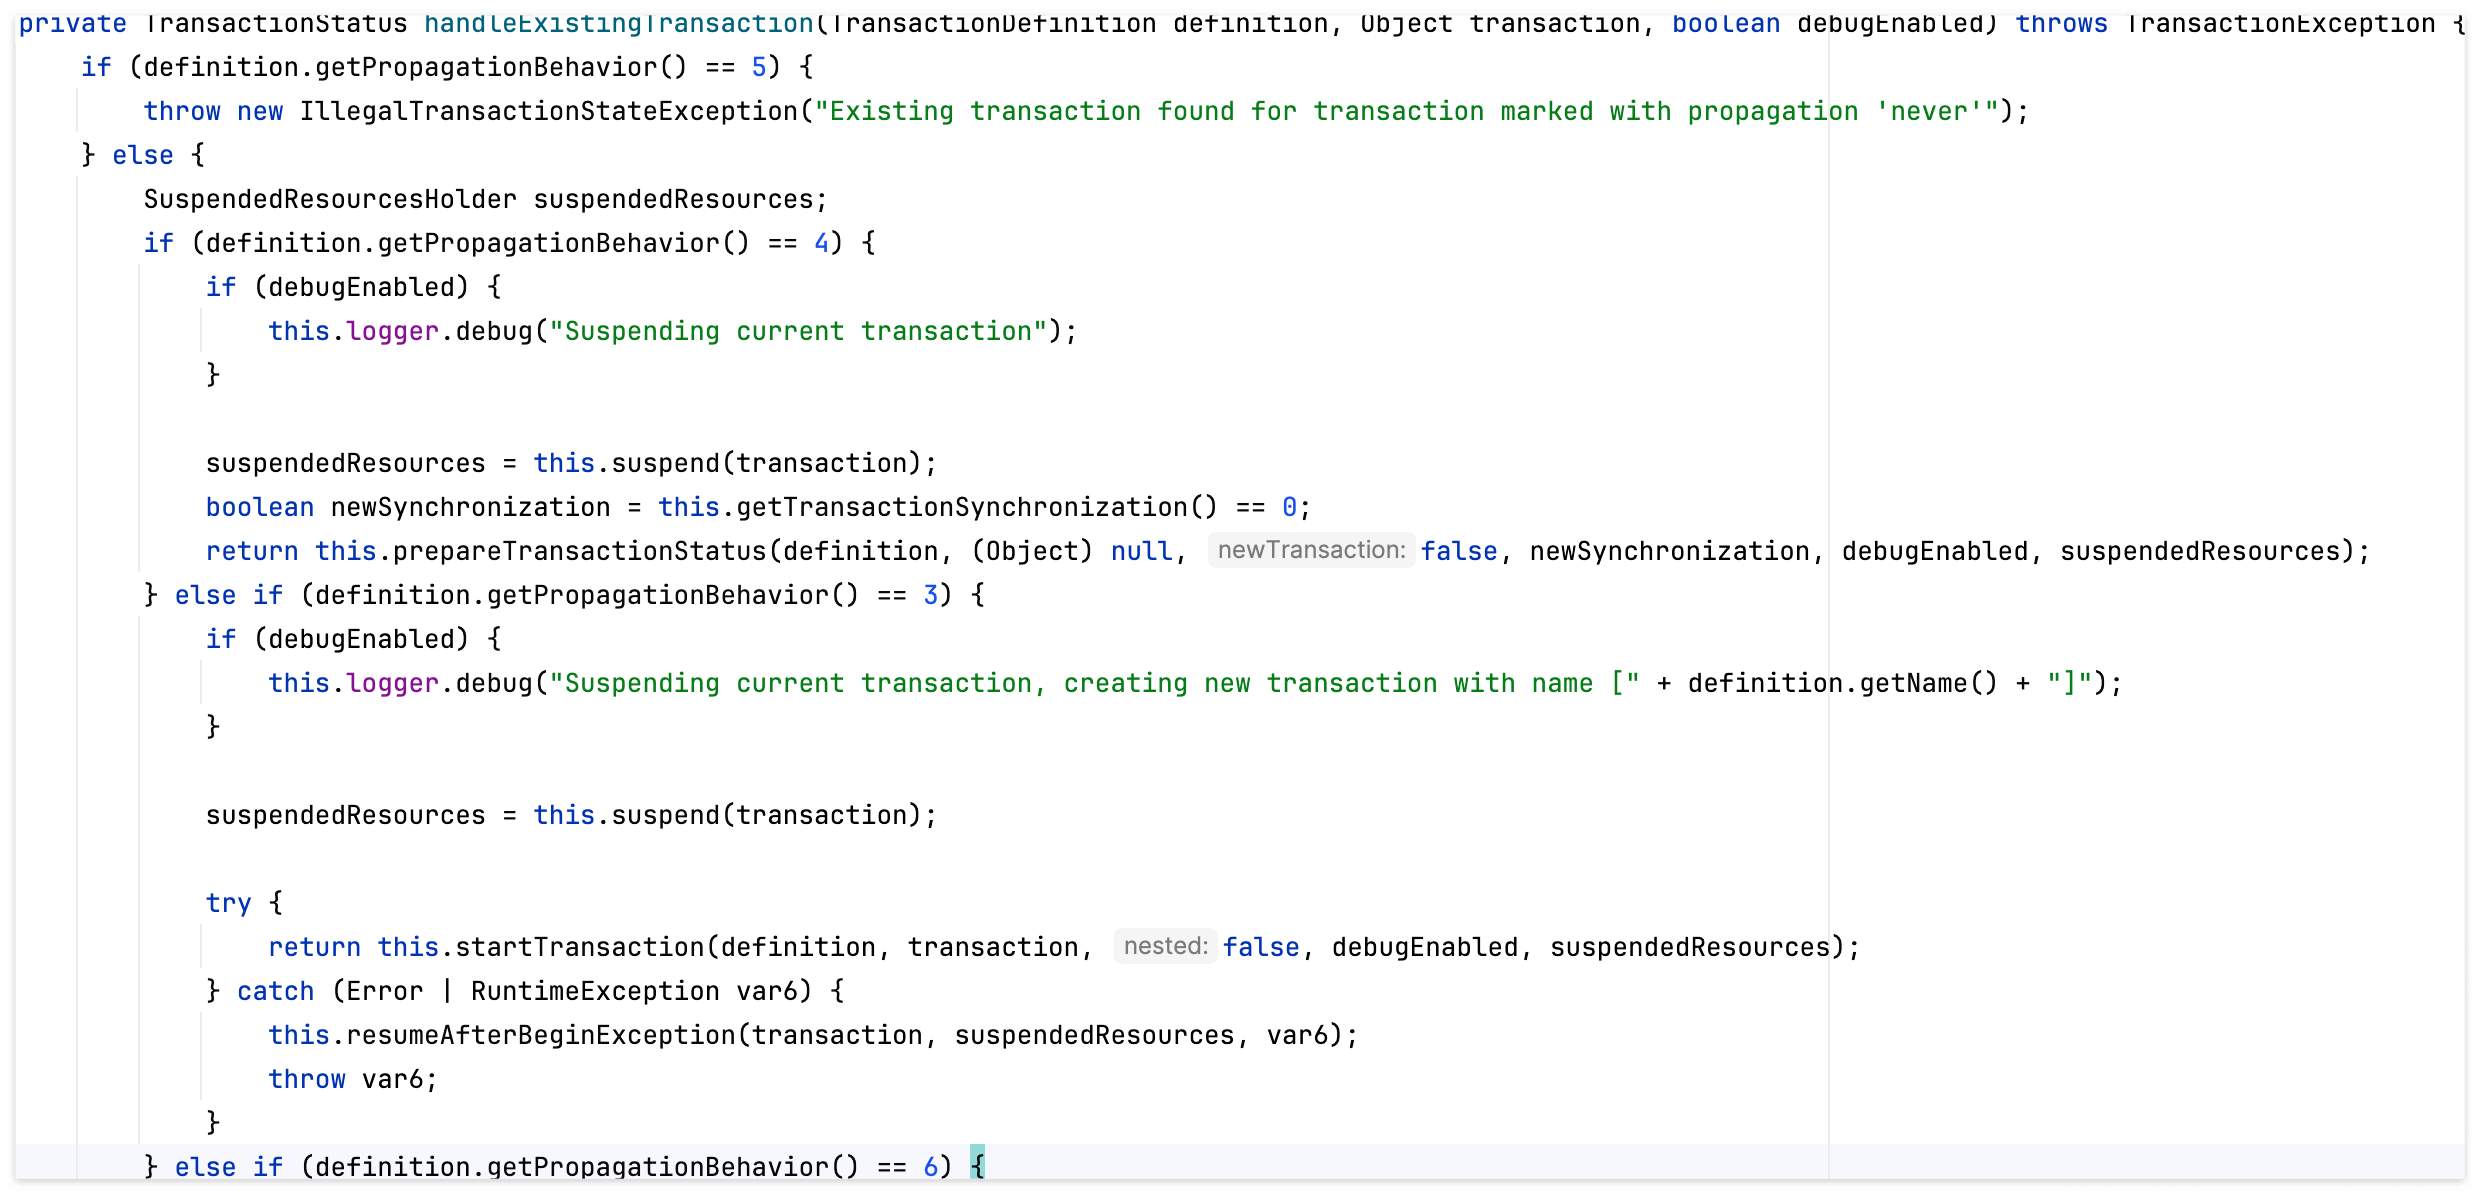 private TransactionStatus handleExistingTransaction(TransactionDefinition definition, Object transaction, boolean debugEnabled) throws TransactionException {
    if (definition.getPropagationBehavior() == 5) {
        throw new IllegalTransactionStateException("Existing transaction found for transaction marked with propagation 'never'");
    } else {
        SuspendedResourcesHolder suspendedResources;
        if (definition.getPropagationBehavior() == 4) {
            if (debugEnabled) {
                this.logger.debug("Suspending current transaction");
            }

            suspendedResources = this.suspend(transaction);
            boolean newSynchronization = this.getTransactionSynchronization() == 0;
            return this.prepareTransactionStatus(definition, (Object) null, newTransaction: false, newSynchronization, debugEnabled, suspendedResources);
        } else if (definition.getPropagationBehavior() == 3) {
            if (debugEnabled) {
                this.logger.debug("Suspending current transaction, creating new transaction with name [" + definition.getName() + "]");
            }

            suspendedResources = this.suspend(transaction);

            try {
                return this.startTransaction(definition, transaction, nested: false, debugEnabled, suspendedResources);
            } catch (Error | RuntimeException var6) {
                this.resumeAfterBeginException(transaction, suspendedResources, var6);
                throw var6;
            }
        } else if (definition.getPropagationBehavior() == 6) {